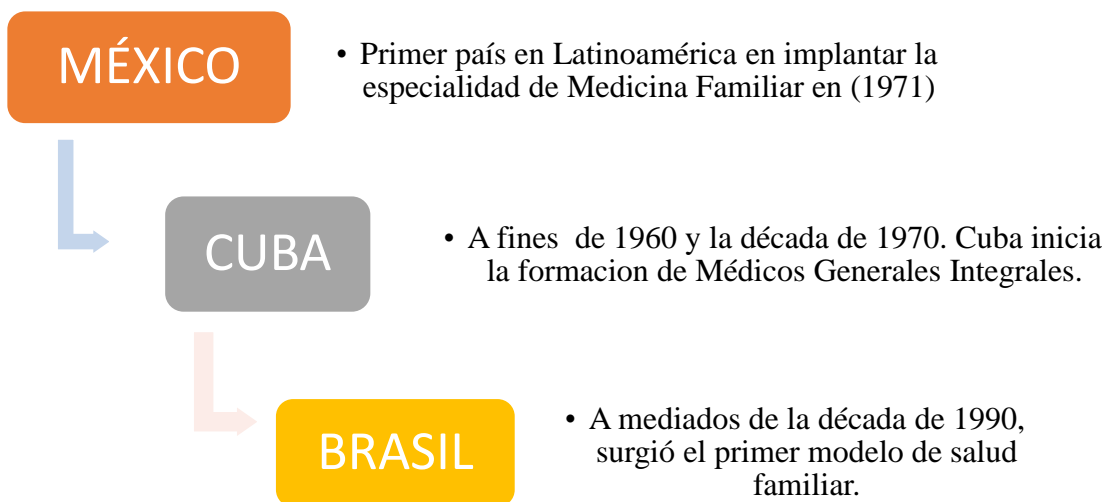 MÉXICO
• Primer país en Latinoamérica en implantar la
especialidad de Medicina Familiar en (1971)
CUBA
• A fines  de 1960 y la década de 1970. Cuba inicia
la formacion de Médicos Generales Integrales.
BRASIL
• A mediados de la década de 1990,
surgió el primer modelo de salud
familiar.